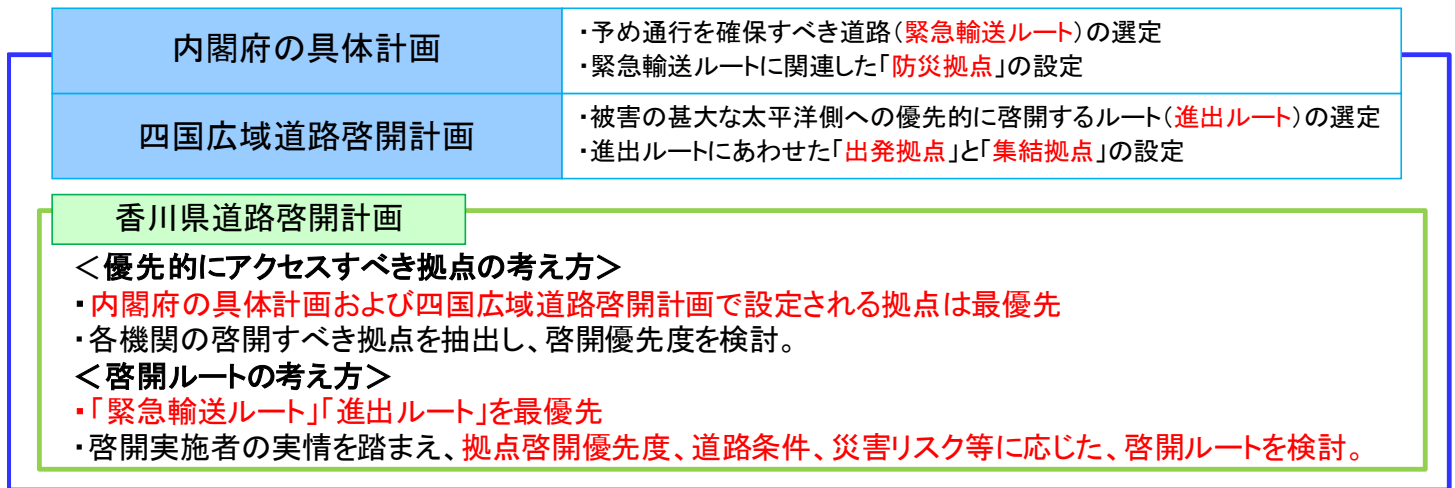 内閣府の具体計画
・予め通行を確保すべき道路(緊急輸送ルート)の選定
・緊急輸送ルートに関連した「防災拠点」の設定
四国広域道路啓開計画
・被害の甚大な太平洋側への優先的に啓開するルート(進出ルート)の選定
・進出ルートにあわせた「出発拠点」と「集結拠点」の設定
香川県道路啓開計画
<優先的にアクセスすべき拠点の考え方>
・内閣府の具体計画および四国広域道路啓開計画で設定される拠点は最優先
・各機関の啓開すべき拠点を抽出し、啓開優先度を検討。
<啓開ルートの考え方>
・「緊急輸送ルート」「進出ルート」を最優先
・啓開実施者の実情を踏まえ、拠点啓開優先度、道路条件、災害リスク等に応じた、啓開ルートを検討。